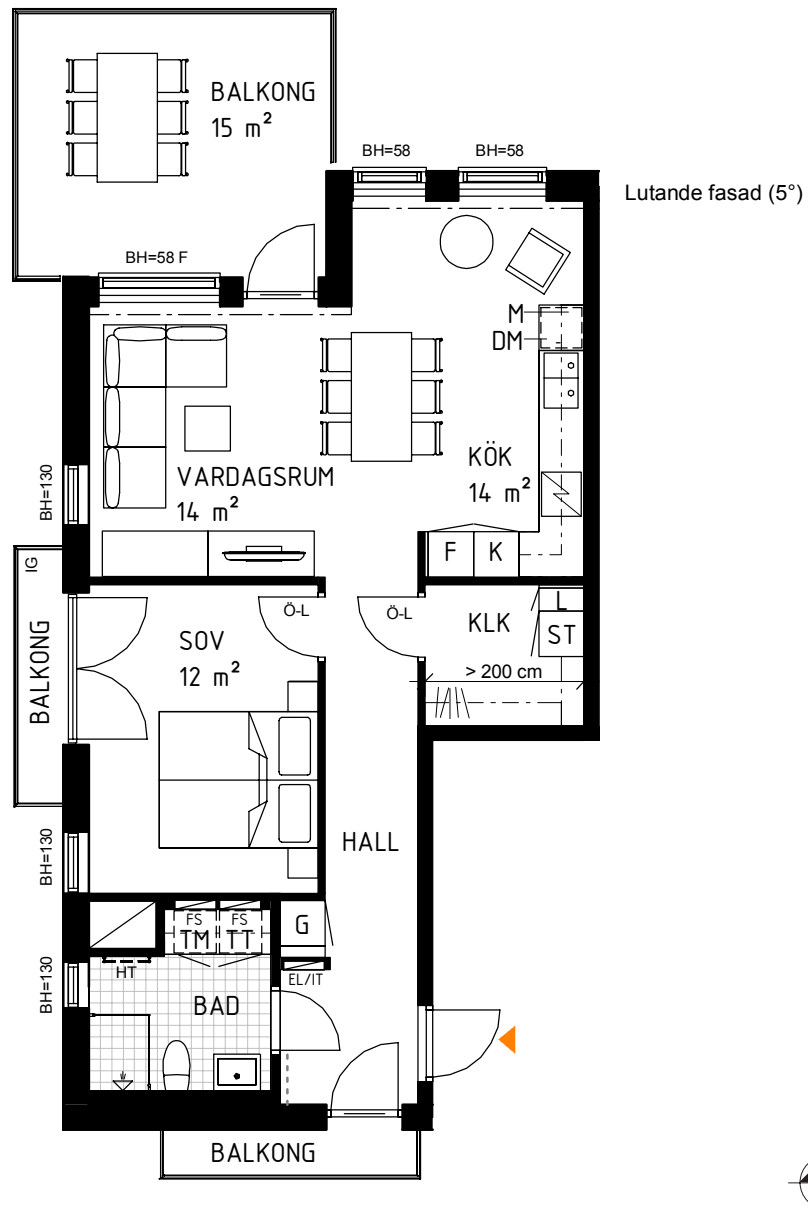 BALKONG
15 m²
BH=58
BH=58
Lutande fasad (5°)
BH=58 F
M
DM
BH=130
VARDAGSRUM
14 m²
KÖK
14 m²
F
K
IG
BALKONG
SOV
12 m²
Ö-L
Ö-L
KLK
L
ST
> 200 cm
BH=130
HALL
FS
TM
FS
TT
G
BH=130
HT
EL/IT
BAD
BALKONG